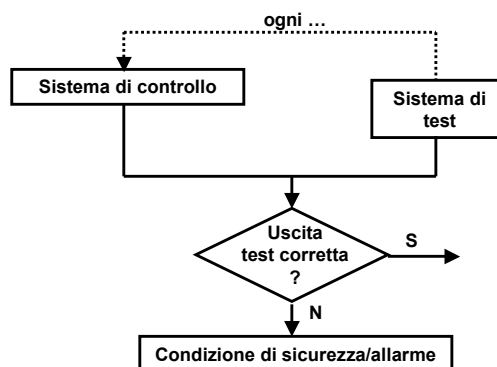 ogni …
Sistema di controllo
Sistema di
test
Uscita
test corretta
?
S
N
Condizione di sicurezza/allarme